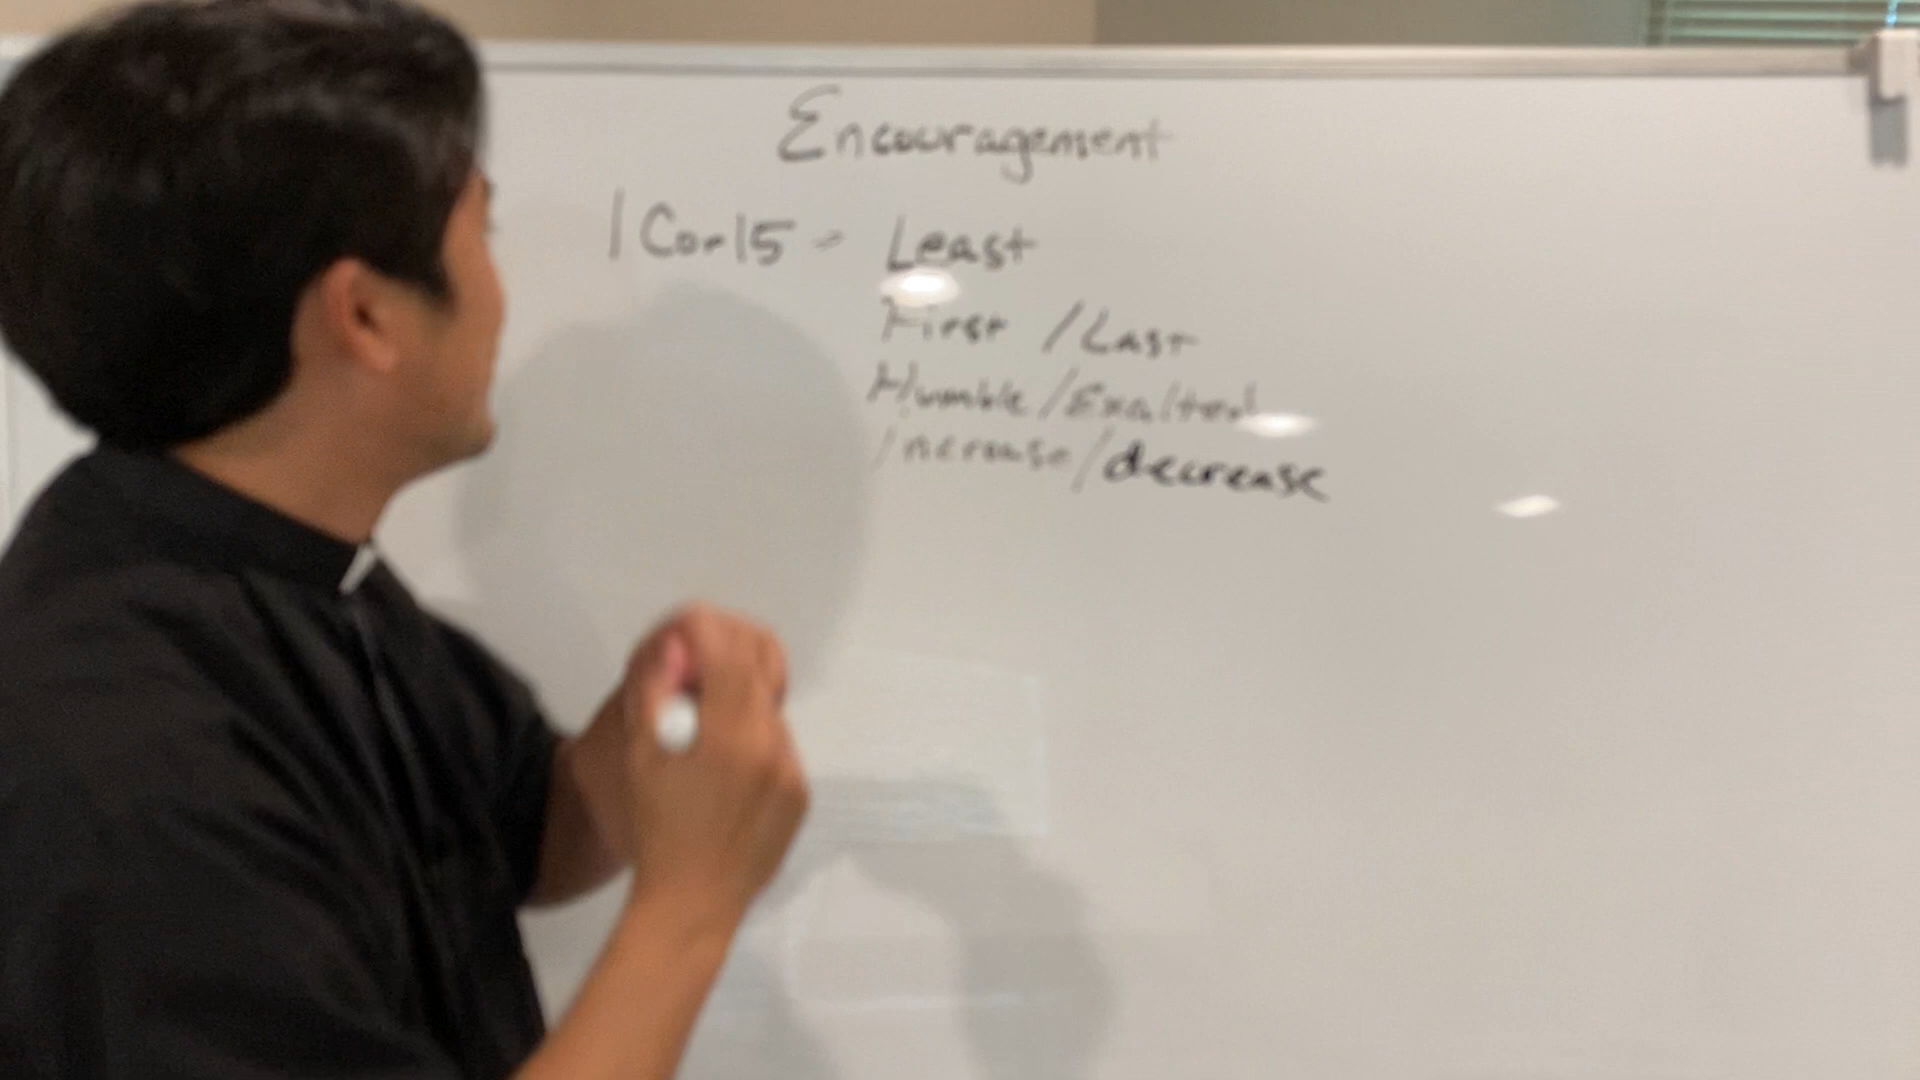 Encouragement
1 Cor 15 - Least
First / Last
Humble / Exalted
Increase / decrease